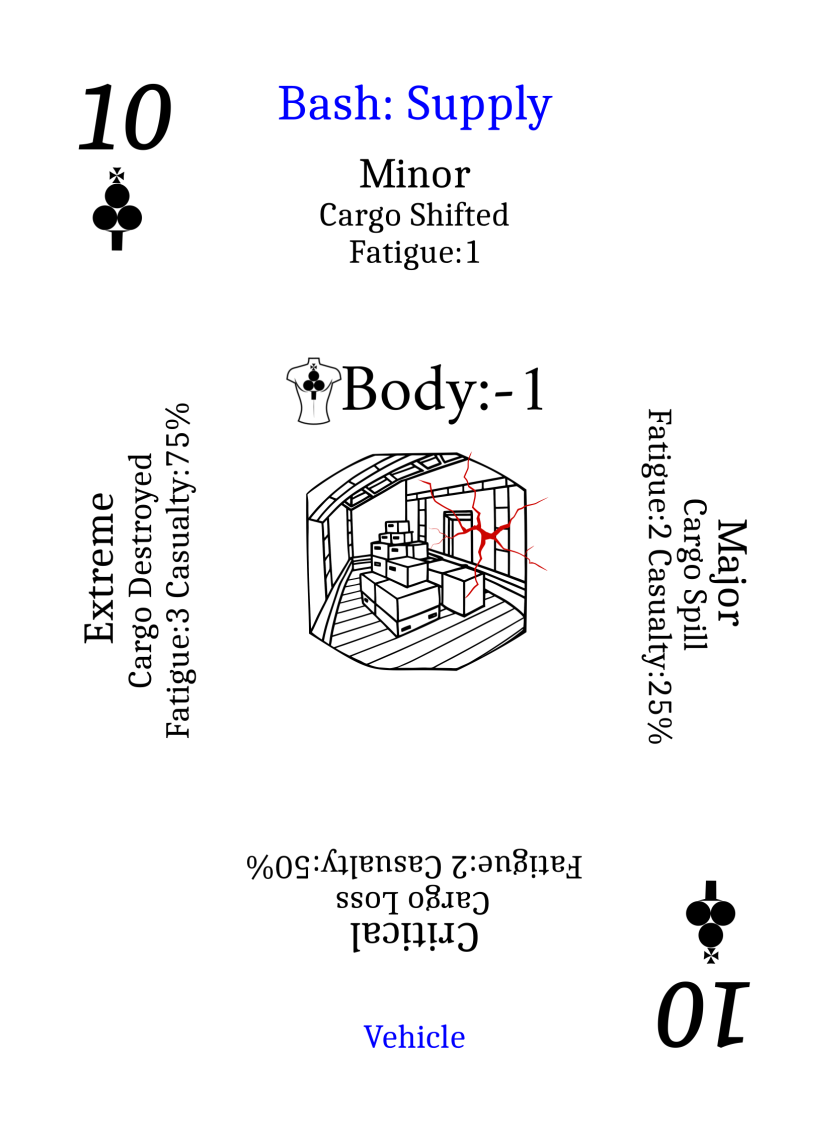 10
Bash: Supply
Minor
Cargo Shifted
Fatigue:1
Body:-1
Extreme
Cargo Destroyed
Fatigue:3 Casualty:75%
Major
Cargo Spill
Fatigue:2 Casualty:25%
Critical
Cargo Loss
Fatigue:2 Casualty:50%
Vehicle
10